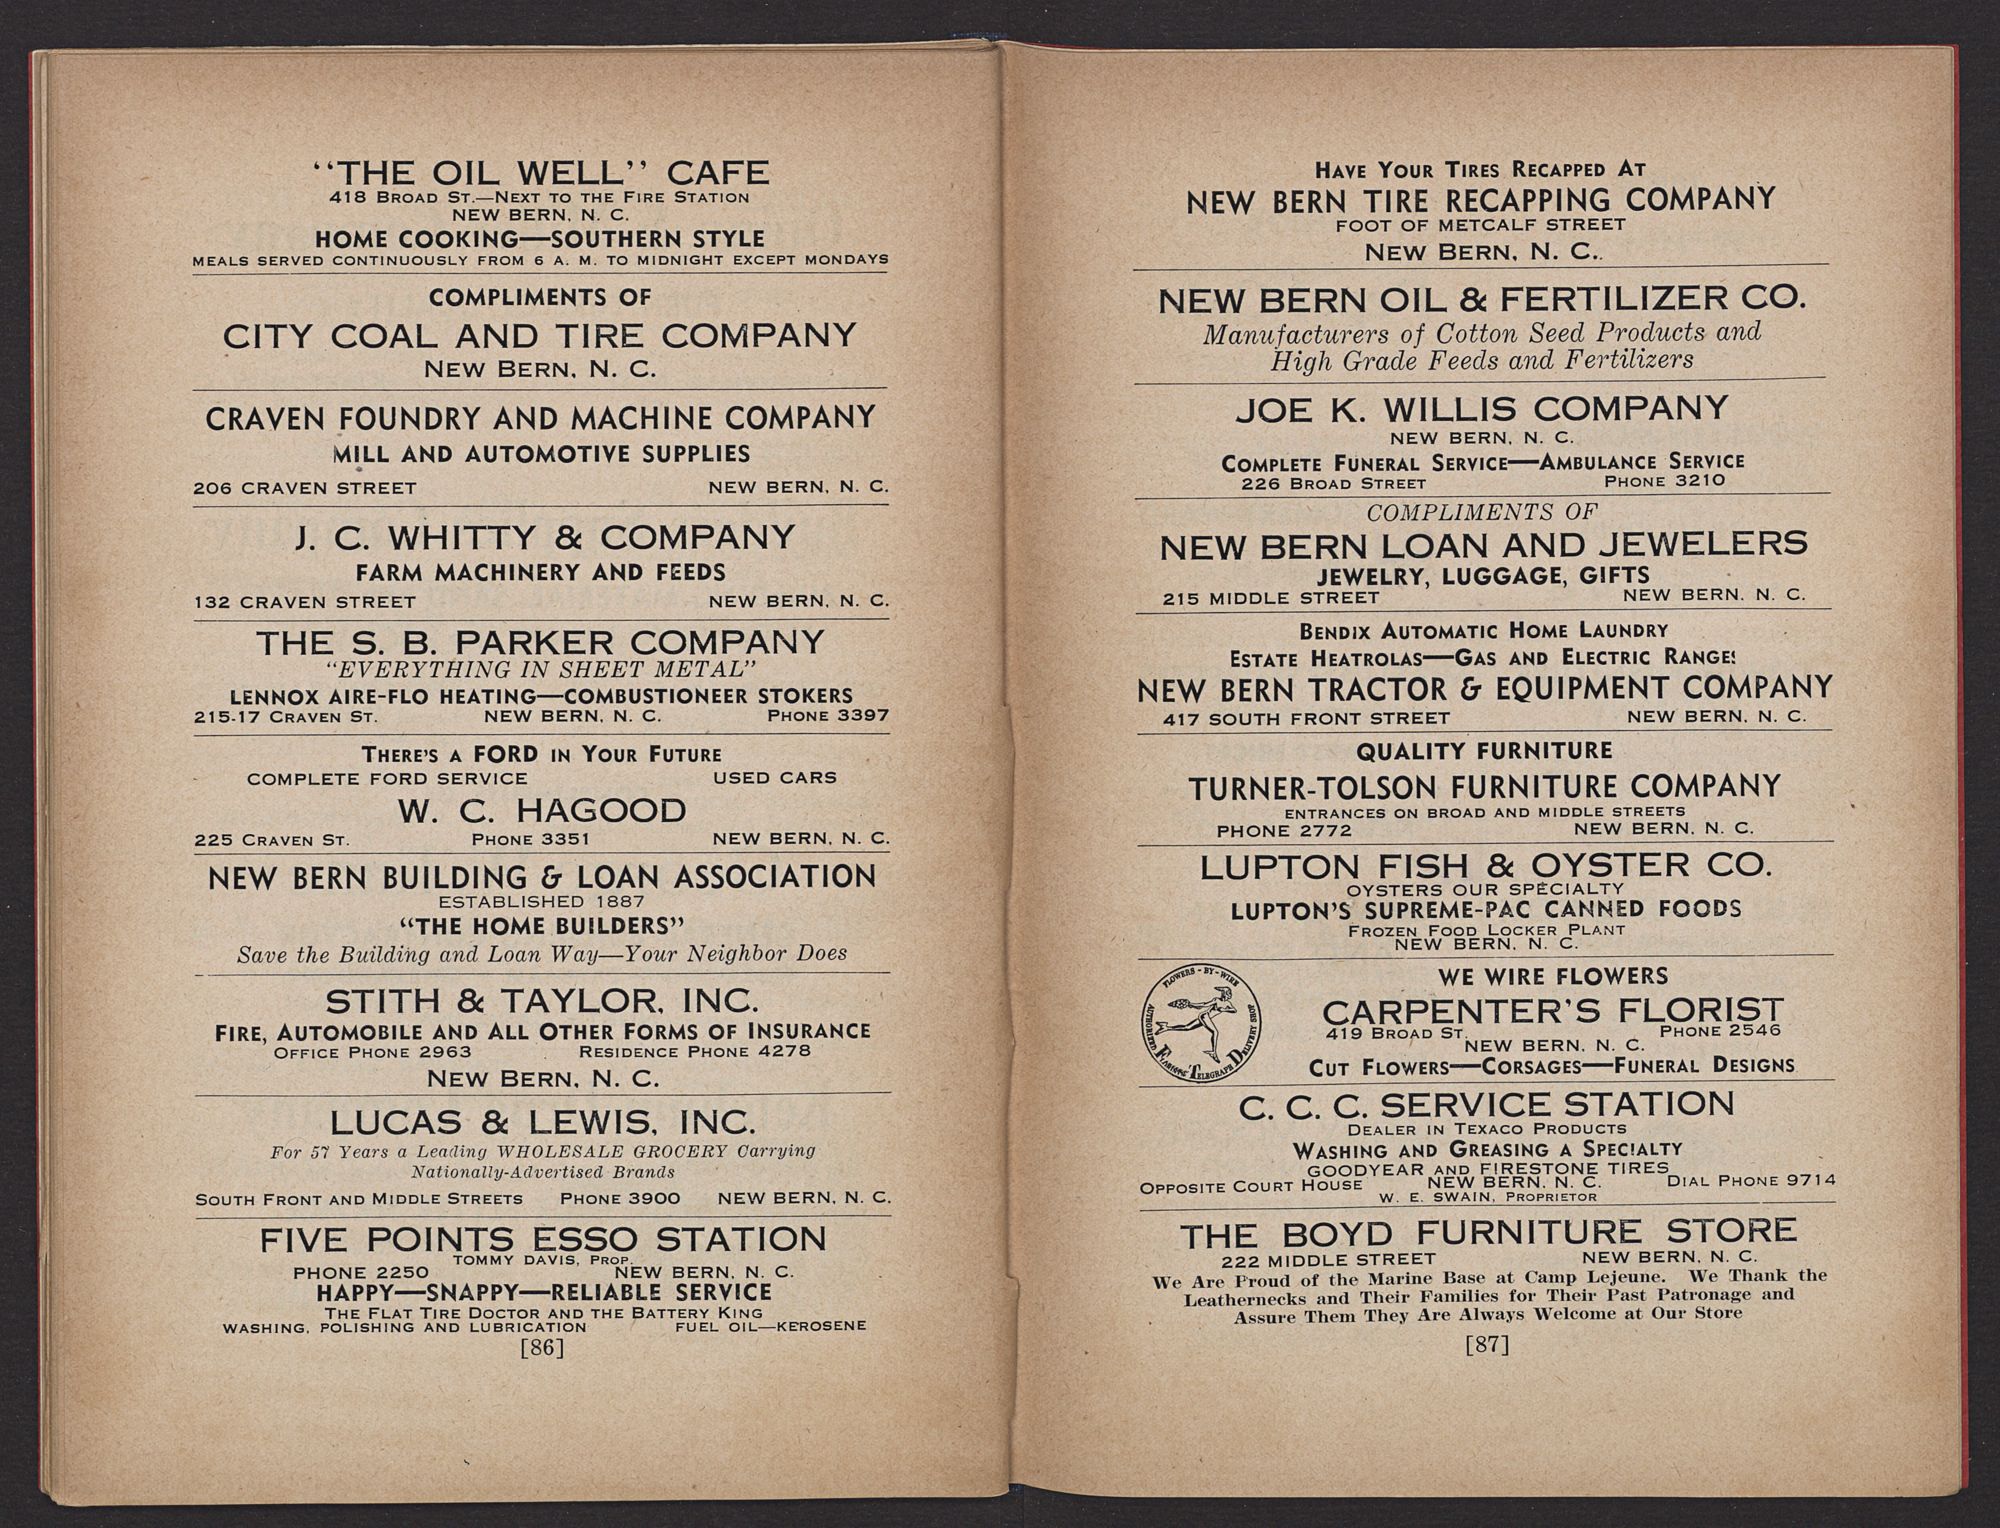 “THE OIL WELL” CAFE
418 BROAD ST.—NEXT TO THE FIRE STATION
NEW BERN, N. C.
HOME COOKING—SOUTHERN STYLE
MEALS SERVED CONTINUOUSLY FROM 6 A. M. TO MIDNIGHT EXCEPT MONDAYS
COMPLIMENTS OF
CITY COAL AND TIRE COMPANY
NEW BERN, N. C.
CRAVEN FOUNDRY AND MACHINE COMPANY
MILL AND AUTOMOTIVE SUPPLIES
206 CRAVEN STREET NEW BERN, N. C.
J. C. WHITTY & COMPANY
FARM MACHINERY AND FEEDS
132 CRAVEN STREET NEW BERN, N. C.
THE S. B. PARKER COMPANY
“EVERYTHING IN SHEET METAL”
LENNOX AIRE-FLO HEATING—COMBUSTIONEER STOKERS
215-17 CRAVEN ST. NEW BERN, N. C. PHONE 3397
THERE’S A FORD IN YOUR FUTURE
COMPLETE FORD SERVICE USED CARS
W. C. HAGOOD
225 CRAVEN ST. PHONE 3351 NEW BERN, N. C.
NEW BERN BUILDING & LOAN ASSOCIATION
ESTABLISHED 1887
“THE HOME BUILDERS”
Save the Building and Loan Way—Your Neighbor Does
STITH & TAYLOR, INC.
FIRE, AUTOMOBILE AND ALL OTHER FORMS OF INSURANCE
OFFICE PHONE 2963 RESIDENCE PHONE 4278
NEW BERN, N. C.
LUCAS & LEWIS, INC.
For 57 Years a Leading WHOLESALE GROCERY Carrying
Nationally-Advertised Brands
SOUTH FRONT AND MIDDLE STREETS PHONE 3900 NEW BERN, N. C.
FIVE POINTS ESSO STATION
TOMMY DAVIS, PROP.
PHONE 2250 NEW BERN, N. C.
HAPPY—SNAPPY—RELIABLE SERVICE
THE FLAT TIRE DOCTOR AND THE BATTERY KING
WASHING, POLISHING AND LUBRICATION FUEL OIL—KEROSENE
[86]
HAVE YOUR TIRES RECAPPED AT
NEW BERN TIRE RECAPPING COMPANY
FOOT OF METCALF STREET
NEW BERN, N. C..
NEW BERN OIL & FERTILIZER CO.
Manufacturers of Cotton Seed Products and
High Grade Feeds and Fertilizers
JOE K. WILLIS COMPANY
NEW BERN, N. C.
COMPLETE FUNERAL SERVICE—AMBULANCE SERVICE
226 BROAD STREET PHONE 3210
COMPLIMENTS OF
NEW BERN LOAN AND JEWELERS
JEWELRY, LUGGAGE, GIFTS
215 MIDDLE STREET NEW BERN, N. C.
BENDIX AUTOMATIC HOME LAUNDRY
ESTATE HEATROLAS—GAS AND ELECTRIC RANGES
NEW BERN TRACTOR & EQUIPMENT COMPANY
417 SOUTH FRONT STREET NEW BERN, N. C.
QUALITY FURNITURE
TURNER-TOLSON FURNITURE COMPANY
ENTRANCES ON BROAD AND MIDDLE STREETS
PHONE 2772 NEW BERN, N. C.
LUPTON FISH & OYSTER CO.
OYSTERS OUR SPECIALTY
LUPTON’S SUPREME-PAC CANNED FOODS
FROZEN FOOD LOCKER PLANT
NEW BERN, N. C.
FLOWERS-BY-WIRE
AUTHORIZED FLORISTS TELEGRAPH DELIVERY SHOP
WE WIRE FLOWERS
CARPENTER’S FLORIST
419 BROAD ST. PHONE 2546
NEW BERN, N. C.
CUT FLOWERS—CORSAGES—FUNERAL DESIGNS
C. C. C. SERVICE STATION
DEALER IN TEXACO PRODUCTS
WASHING AND GREASING A SPECIALTY
GOODYEAR AND FIRESTONE TIRES
OPPOSITE COURT HOUSE NEW BERN, N. C. DIAL PHONE 9714
W. E. SWAIN, PROPRIETOR
THE BOYD FURNITURE STORE
222 MIDDLE STREET NEW BERN, N. C.
We Are Proud of the Marine Base at Camp Lejeune. We Thank the
Leathernecks and Their Families for Their Past Patronage and
Assure Them They Are Always Welcome at Our Store
[87]